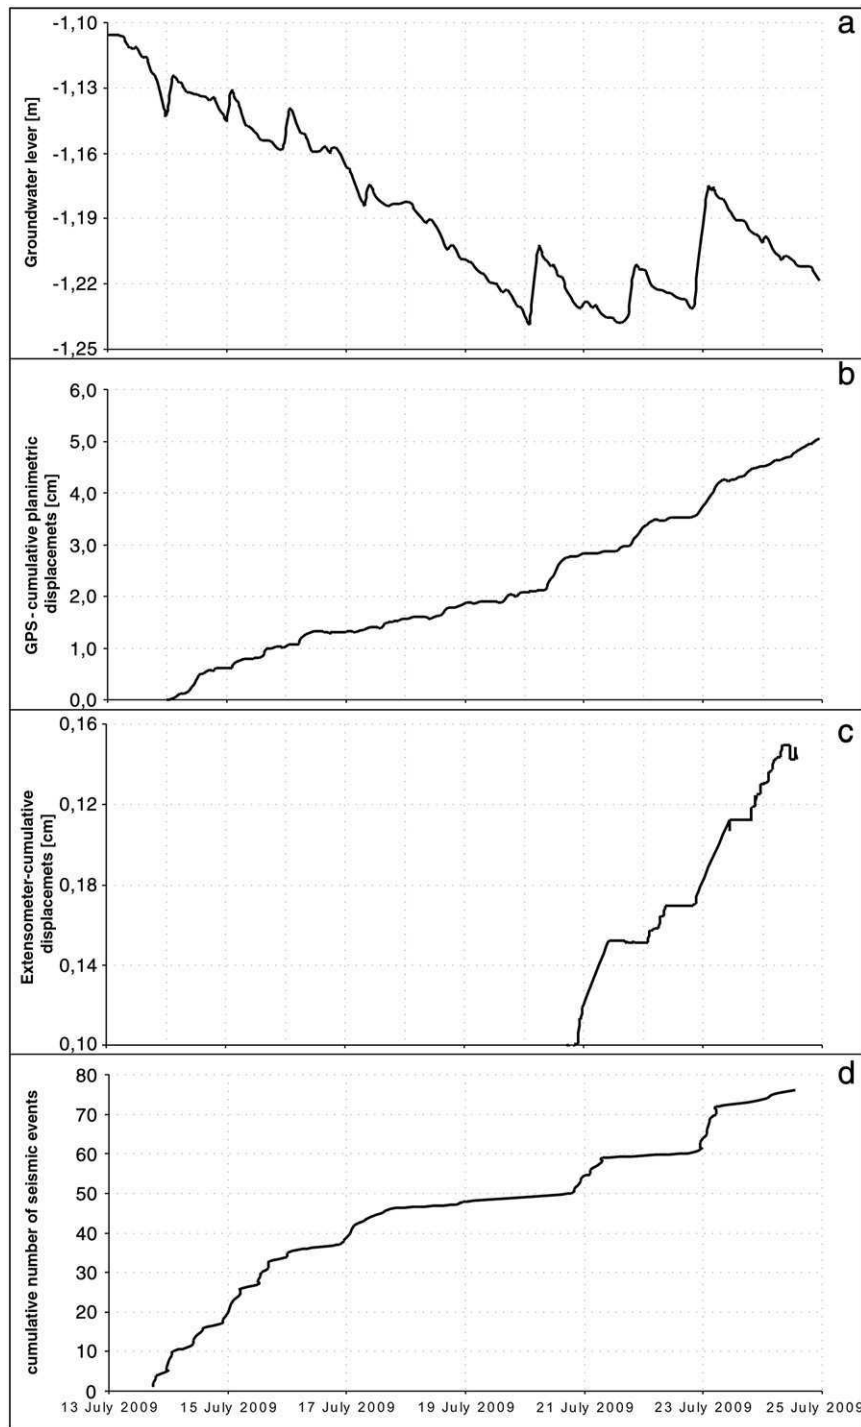 a
-1,10
-1,13
-1,16
-1,19
-1,22
-1,25
Groundwater lever [m]
b
6,0
5,0
4,0
3,0
2,0
1,0
0,0
GPS - cumulative planimetric
displacemets [cm]
c
0,16
0,12
0,18
0,14
0,10
Extensometer-cumulative
displacemets [cm]
d
80
70
60
50
40
30
20
10
0
cumulative number of seismic events
13 July 2009 15 July 2009 17 July 2009 19 July 2009 21 July 2009 23 July 2009 25 July 2009